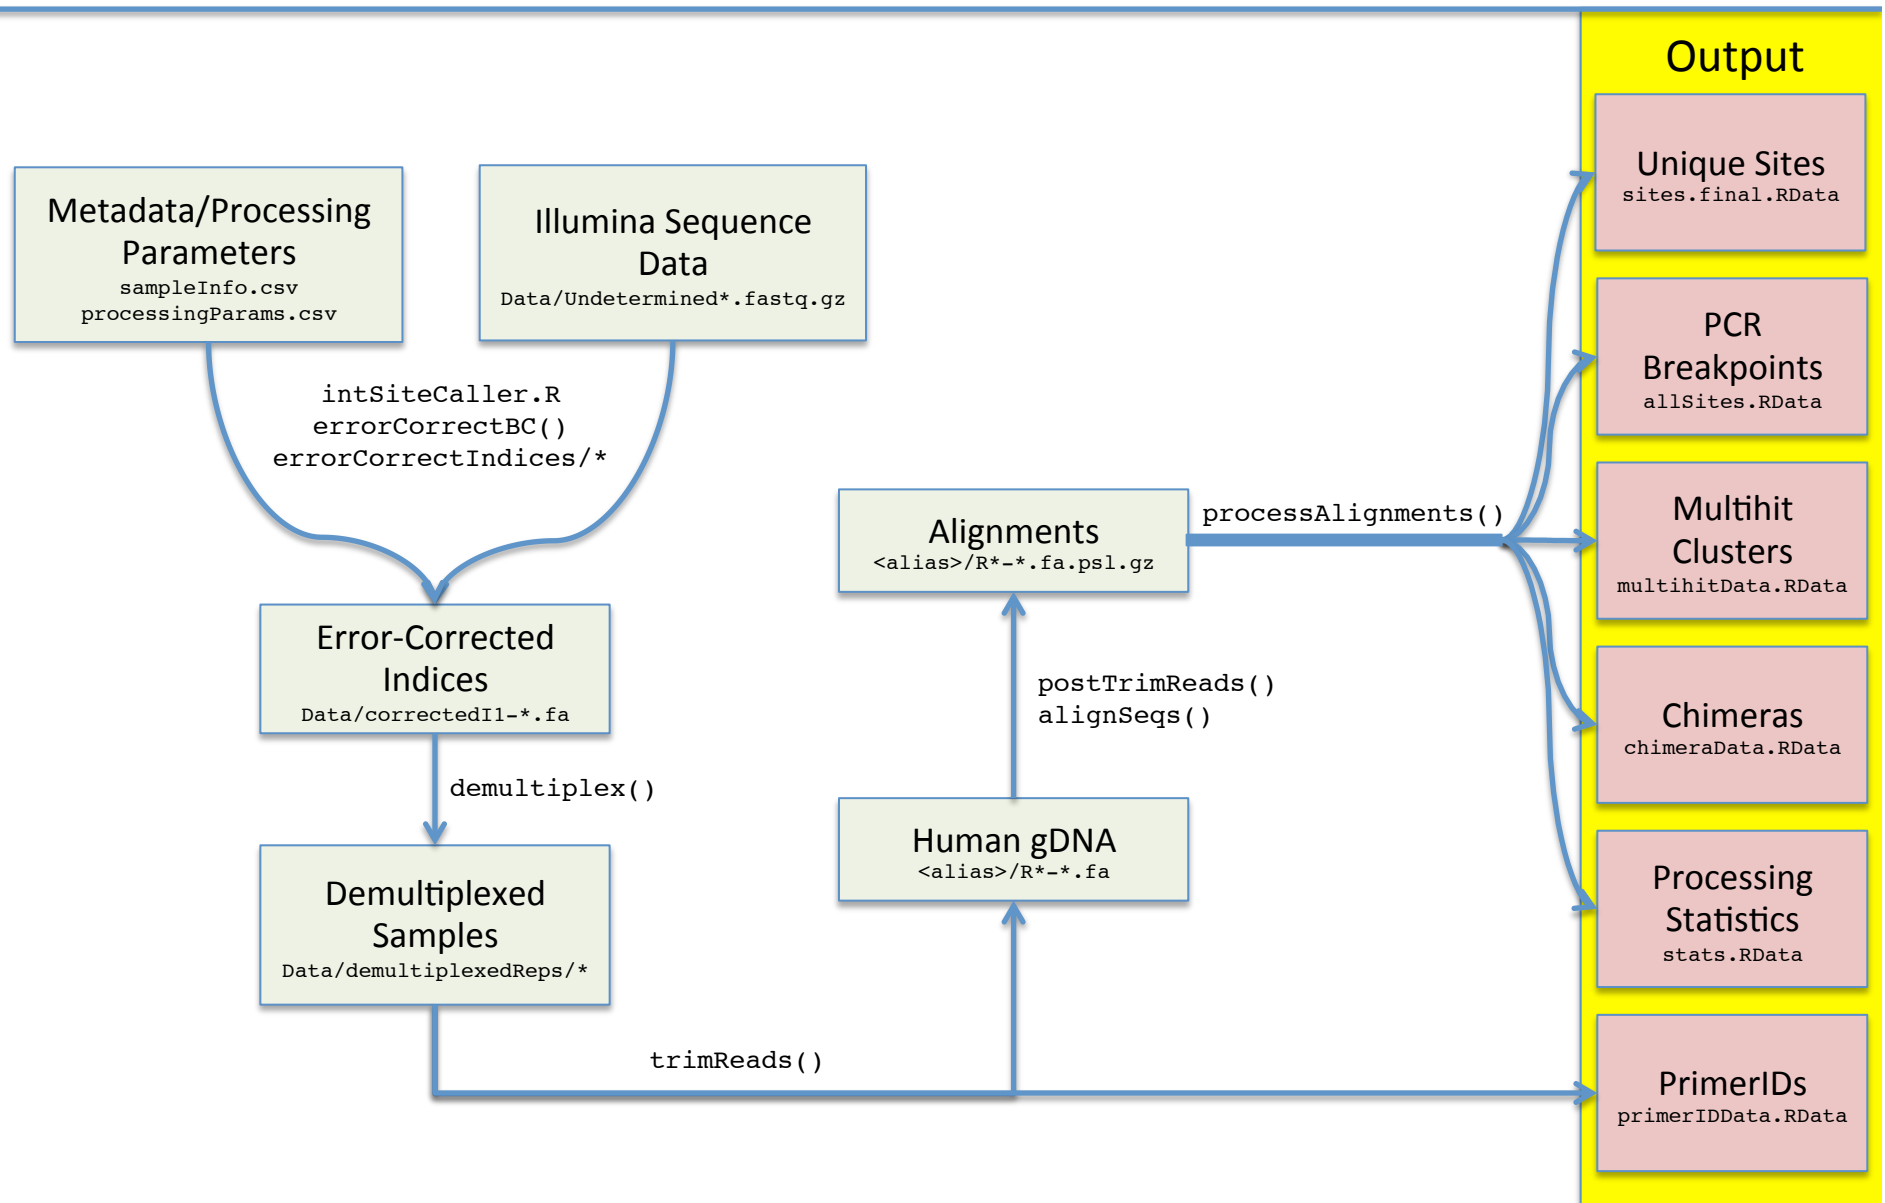 Output
Metadata/Processing
Parameters
sampleInfo.csv
processingParams.csv
Illumina Sequence
Data
Data/Undetermined*.fastq.gz
intSiteCaller.R
errorCorrectBC()
errorCorrectIndices/*
Error-Corrected
Indices
Data/correctedI1-*.fa
demultiplex()
Demultiplexed
Samples
Data/demultiplexedReps/*
trimReads()
Human gDNA
<alias>/R*-*.fa
postTrimReads()
alignSeqs()
Alignments
<alias>/R*-*.fa.psl.gz
processAlignments()
Unique Sites
sites.final.RData
PCR
Breakpoints
allSites.RData
Multihit
Clusters
multihitData.RData
Chimeras
chimeraData.RData
Processing
Statistics
stats.RData
PrimerIDs
primerIDData.RData